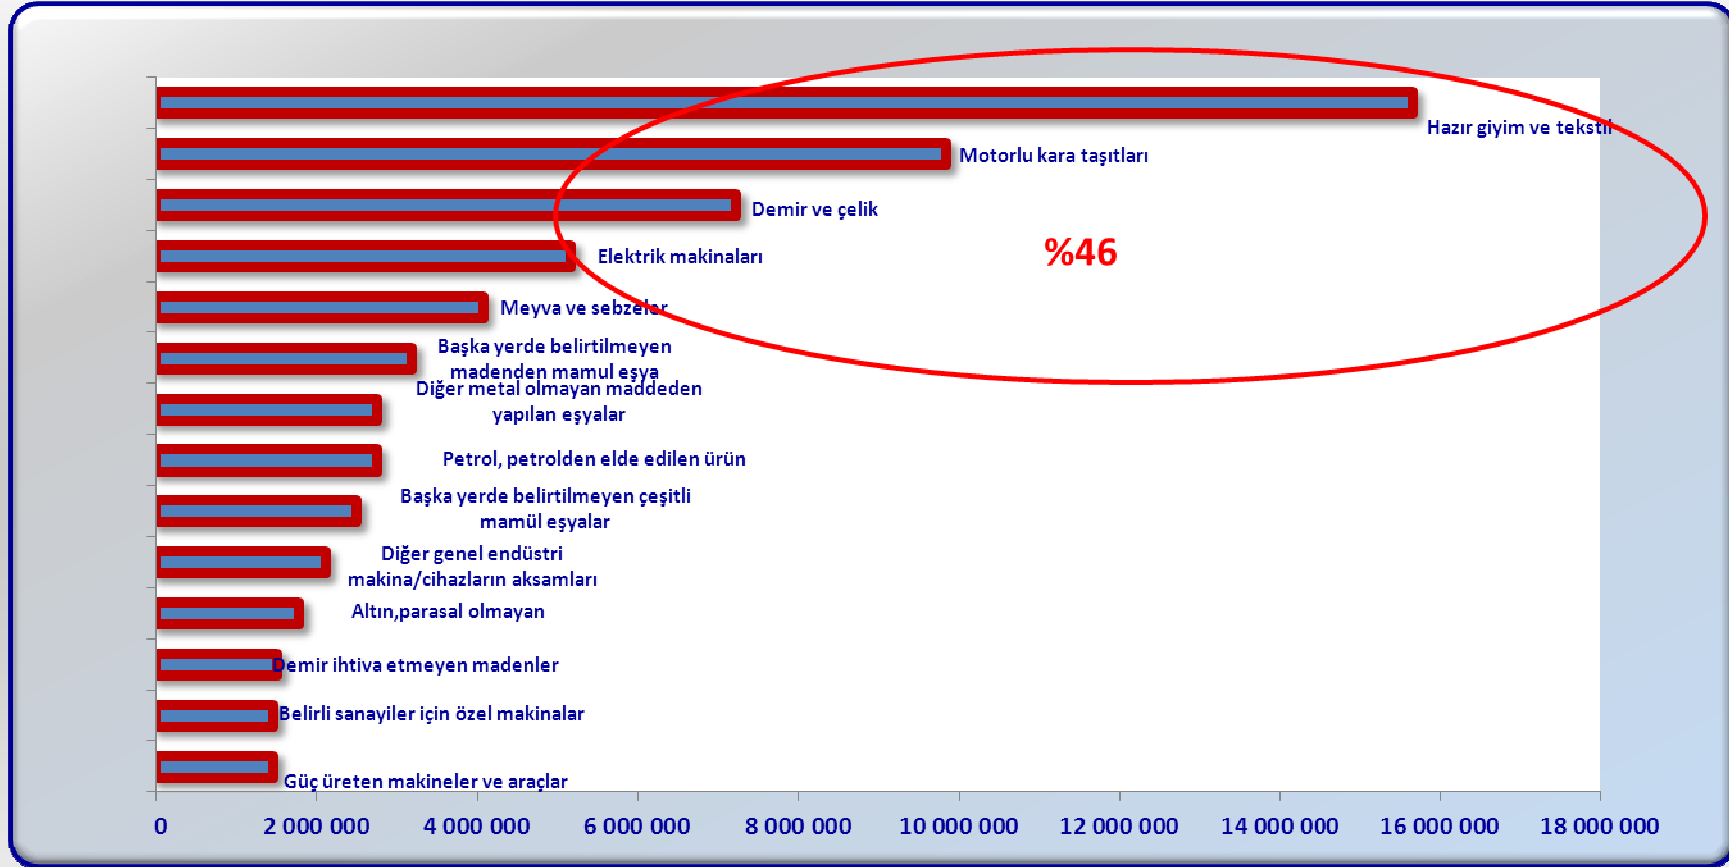 Hazır giyim ve tekstil
Motorlu kara taşıtları
Demir ve çelik
%46
Elektrik makinaları
Meyva ve sebzeler
Başka yerde belirtilmeyen
madenden mamul eşya
Diğer metal olmayan maddeden
yapılan eşyalar
Petrol, petrolden elde edilen ürün
Başka yerde belirtilmeyen çeşitli
mamül eşyalar
Diğer genel endüstri
makina/cihazların aksamları
Altın,parasal olmayan
Demir ihtiva etmeyen madenler
Belirli sanayiler için özel makinalar
Güç üreten makineler ve araçlar
0 2 000 000 4 000 000 6 000 000 8 000 000 10 000 000 12 000 000 14 000 000 16 000 000 18 000 000